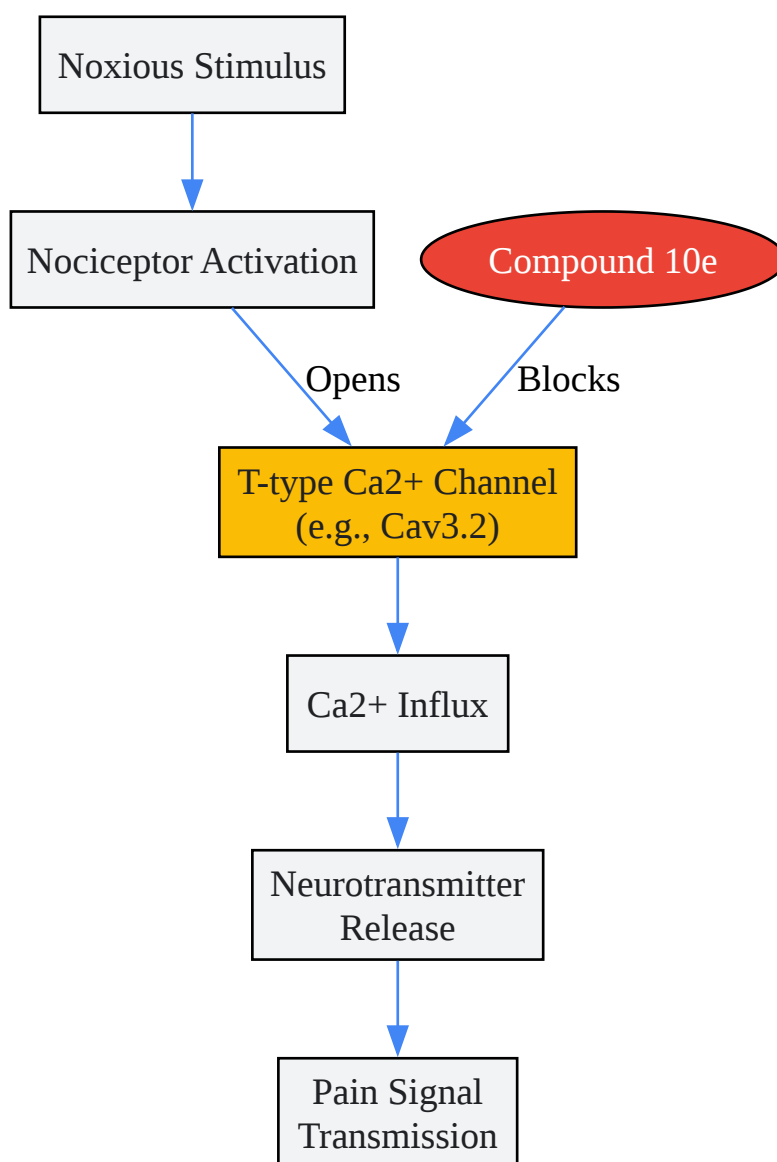 Noxious Stimulus
Nociceptor Activation
Compound 10e
Opens
Blocks
T-type Ca2+ Channel
(e.g., Cav3.2)
Ca2+ Influx
Neurotransmitter
Release
Pain Signal
Transmission